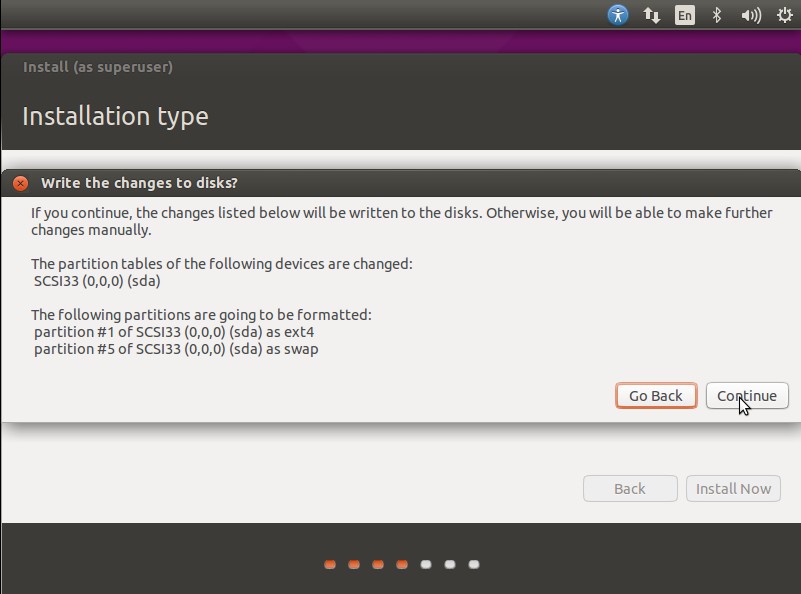 En
Install (as superuser)
Installation type
Write the changes to disks?
If you continue, the changes listed below will be written to the disks. Otherwise, you will be able to make further
changes manually.
The partition tables of the following devices are changed:
SCSI33 (0,0,0) (sda)
The following partitions are going to be formatted:
partition #1 of SCSI33 (0,0,0) (sda) as ext4
partition #5 of SCSI33 (0,0,0) (sda) as swap
Go Back Continue
Back Install Now